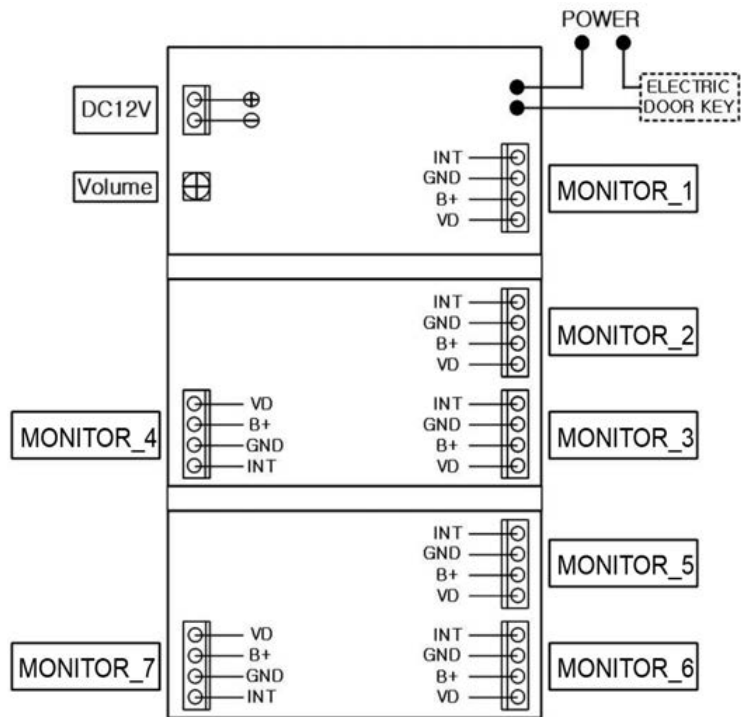 POWER
ELECTRIC
DOOR KEY
DC12V
Volume
INT
GND
B+
VD
MONITOR_1
INT
GND
B+
VD
MONITOR_2
MONITOR_4
VD
B+
GND
INT
INT
GND
B+
VD
MONITOR_3
INT
GND
B+
VD
MONITOR_5
MONITOR_7
VD
B+
GND
INT
INT
GND
B+
VD
MONITOR_6